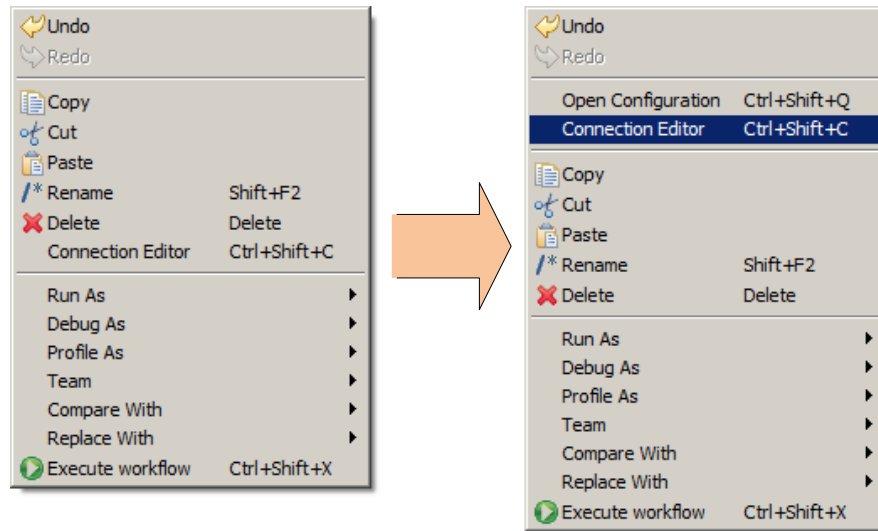 Undo
Redo
Copy
Cut
Paste
Rename Shift+F2
Delete Delete
Connection Editor Ctrl+Shift+C
Run As
Debug As
Profile As
Team
Compare With
Replace With
Execute workflow Ctrl+Shift+X
Undo
Redo
Open Configuration Ctrl+Shift+Q
Connection Editor Ctrl+Shift+C
Copy
Cut
Paste
Rename Shift+F2
Delete Delete
Run As
Debug As
Profile As
Team
Compare With
Replace With
Execute workflow Ctrl+Shift+X